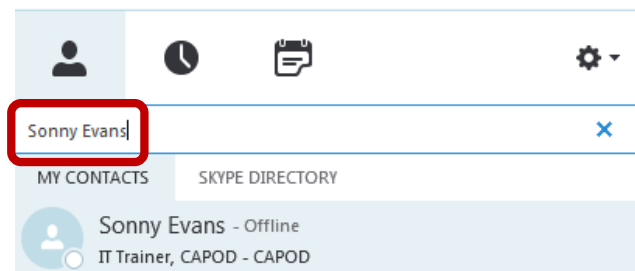 Sonny Evans
MY CONTACTS SKYPE DIRECTORY
Sonny Evans - Offline
IT Trainer, CAPOD - CAPOD